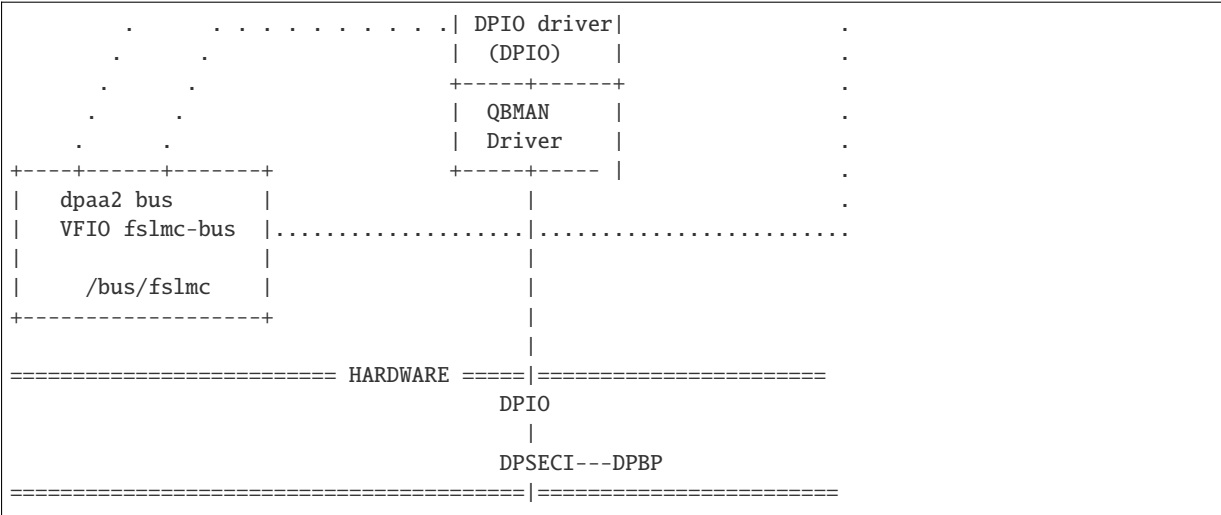 .      . . . . . . . . . .| DPIO driver|                  .
        .       .                   |  (DPIO)    |                  .
       .       .                    +-----+------+                  .
      .       .                     |  QBMAN     |                  .
     .       .                      |  Driver    |                  .
+----+------+-------+               +-----+----- |                  .
|   dpaa2 bus       |                     |                         .
|   VFIO fslmc-bus  |....................|.........................
|                   |                     |
|     /bus/fslmc    |                     |
+-------------------+                     |
                                          |
========================== HARDWARE =====|=======================
                                        DPIO
                                          |
                                        DPSECI---DPBP
=========================================|========================